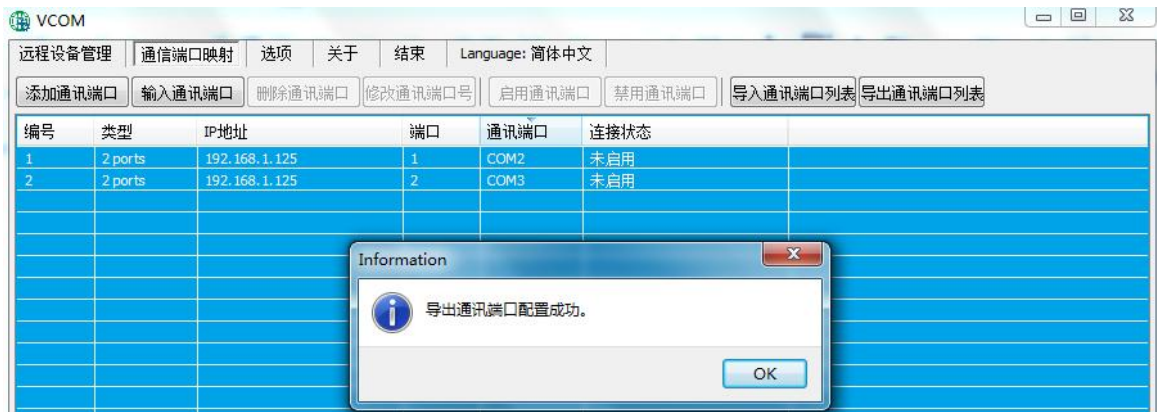 VCOM
远程设备管理 通信端口映射 选项 关于 结束 Language: 简体中文
添加通讯端口 输入通讯端口 删除通讯端口 修改通讯端口号 启用通讯端口 禁用通讯端口 导入通讯端口列表 导出通讯端口列表
编号 类型 IP地址 端口 通讯端口 连接状态
1 2 ports 192.168.1.125 1 COM2 未启用
2 2 ports 192.168.1.125 2 COM3 未启用
Information
导出通讯端口配置成功。
OK